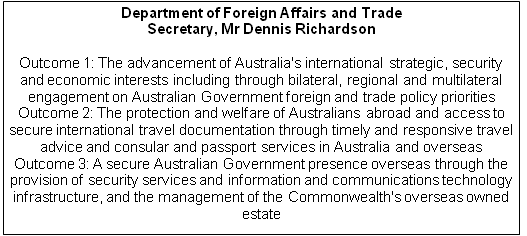 Department of Foreign Affairs and Trade
Secretary, Mr Dennis Richardson
Outcome 1: The advancement of Australia's international strategic, security
and economic interests including through bilateral, regional and multilateral
engagement on Australian Government foreign and trade policy priorities
Outcome 2: The protection and welfare of Australians abroad and access to
secure international travel documentation through timely and responsive travel
advice and consular and passport services in Australia and overseas
Outcome 3: A secure Australian Government presence overseas through the
provision of security services and information and communications technology
infrastructure, and the management of the Commonwealth's overseas owned
estate